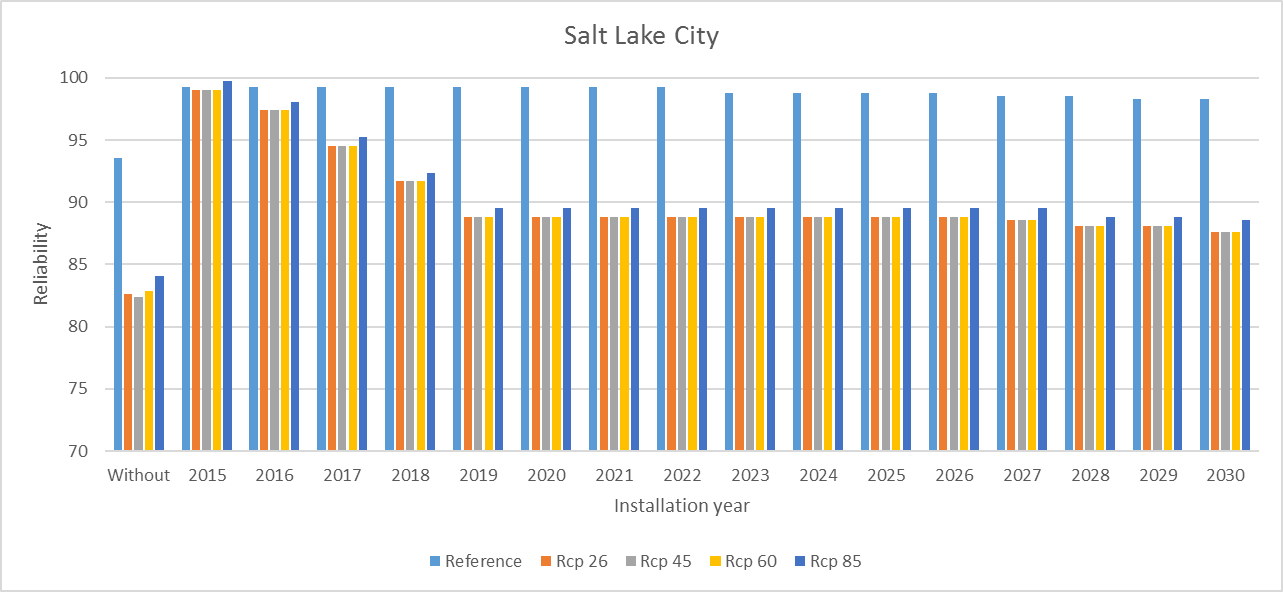 Salt Lake City
100
95
90
85
80
75
70
Reliability
Without 2015 2016 2017 2018 2019 2020 2021 2022 2023 2024 2025 2026 2027 2028 2029 2030
Installation year
Reference Rcp 26 Rcp 45 Rcp 60 Rcp 85